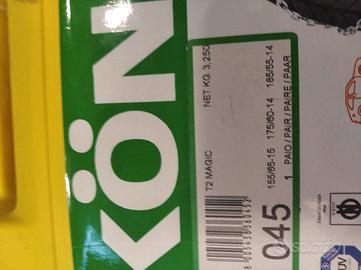 KÖN
T2 MAGIC
NET KG. 3,250
155/65-15 175/60-14 185/55-14
045
1 PAIO / PAIR / PAIRE / PAAR